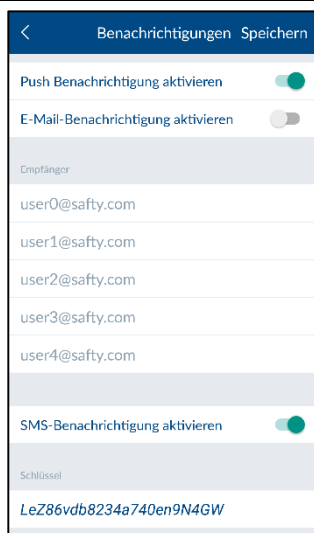 Benachrichtigungen Speichern
Push Benachrichtigung aktivieren
E-Mail-Benachrichtigung aktivieren
Empfänger
user0@safty.com
user1@safty.com
user2@safty.com
user3@safty.com
user4@safty.com
SMS-Benachrichtigung aktivieren
Schlüssel
LeZ86vdb8234a740en9N4GW